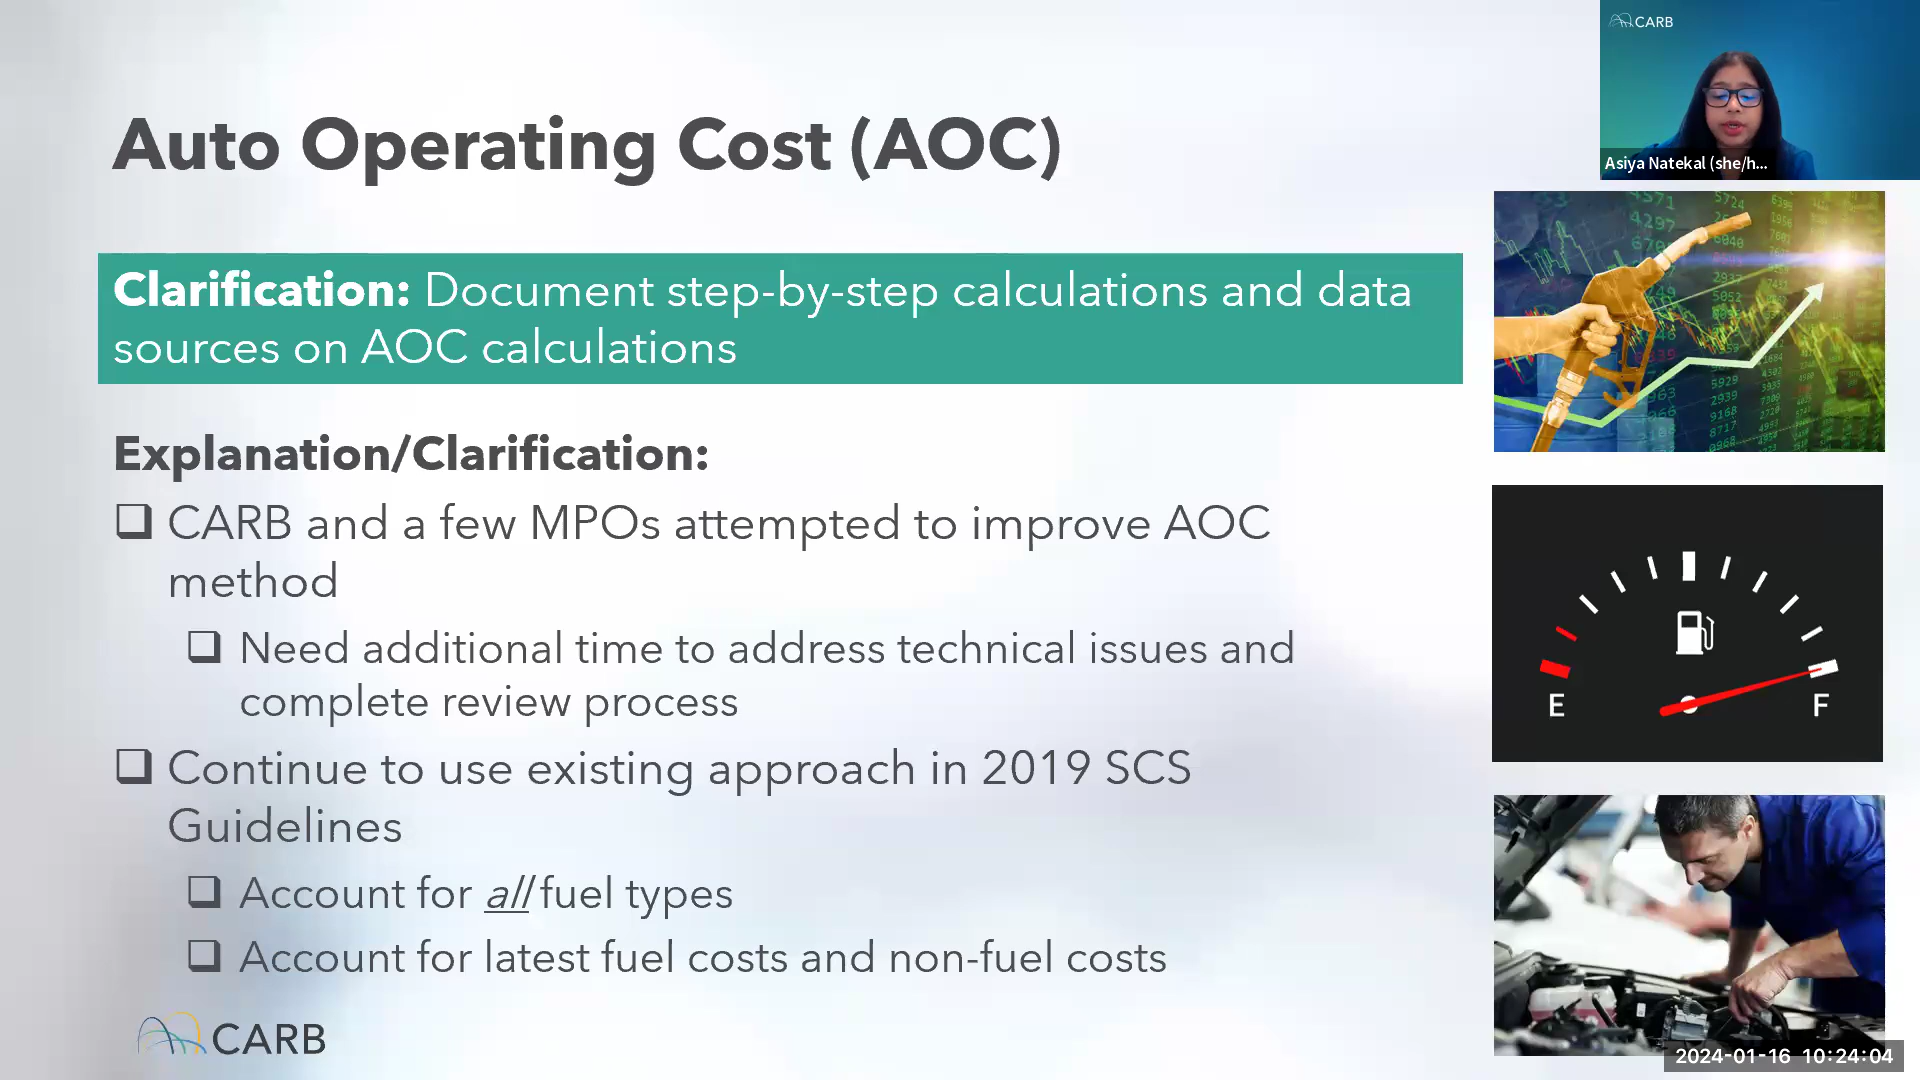 CARB
Asiya Natekal (she/h...
Auto Operating Cost (AOC)
Clarification: Document step-by-step calculations and data
sources on AOC calculations
Explanation/Clarification:
CARB and a few MPOs attempted to improve AOC
method
Need additional time to address technical issues and
complete review process
Continue to use existing approach in 2019 SCS
Guidelines
Account for all fuel types
Account for latest fuel costs and non-fuel costs
E F
CARB
2024-01-16 10:24:04